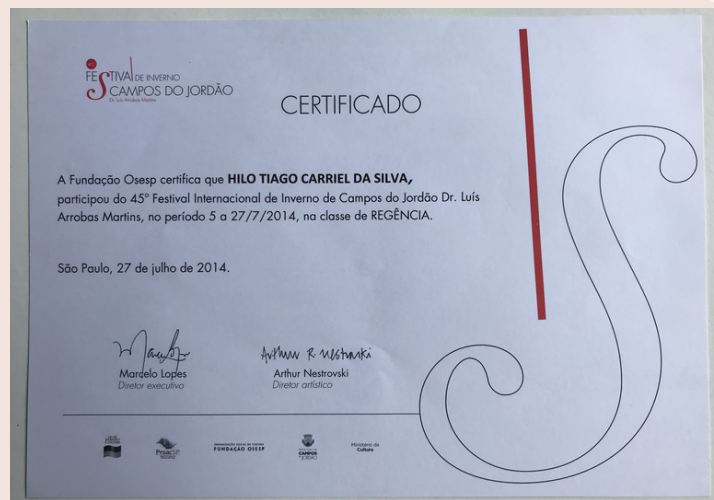 FESTIVAL DE INVERNO
CAMPOS DO JORDÃO
Dr. Luís Arrobas Martins
CERTIFICADO
A Fundação Osesp certifica que HILO TIAGO CARRIEL DA SILVA,
participou do 45º Festival Internacional de Inverno de Campos do Jordão Dr. Luís
Arrobas Martins, no período 5 a 27/7/2014, na classe de REGÊNCIA.
São Paulo, 27 de julho de 2014.
Arthur R. Nestrovski
Marcelo Lopes
Diretor executivo
Arthur Nestrovski
Diretor artístico
ProacSP
FUNDAÇÃO OSESP
CAMPOS
DO JORDÃO
Ministério da
Cultura